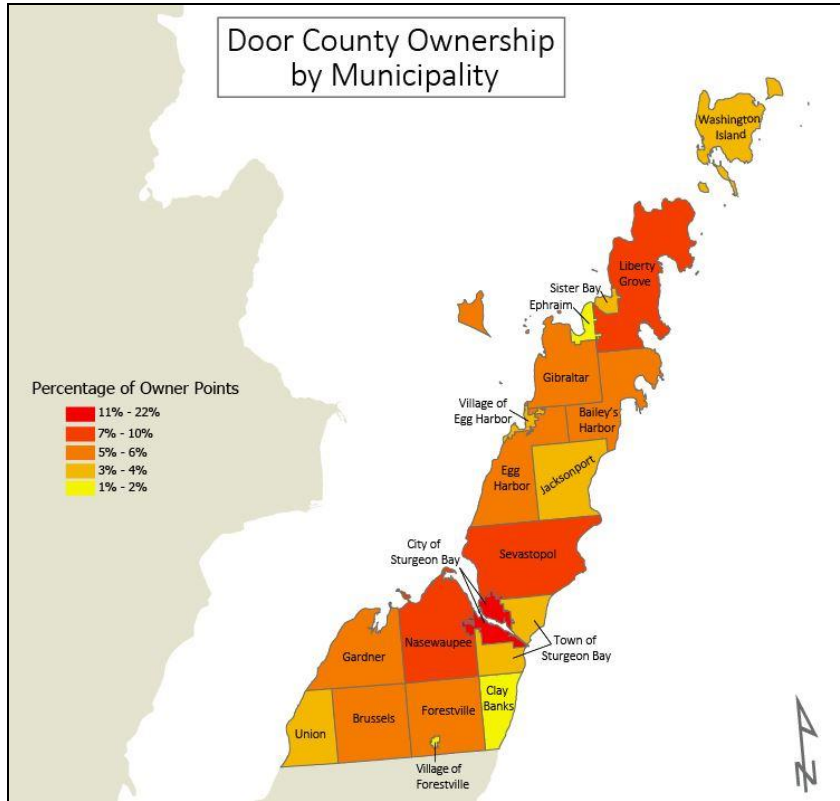 Door County Ownership
by Municipality
Washington
Island
Liberty
Grove
Sister Bay
Ephraim
Gibraltar
Village of
Egg Harbor
Bailey's
Harbor
Egg
Harbor
Jacksonport
Percentage of Owner Points
11% - 22%
7% - 10%
5% - 6%
3% - 4%
1% - 2%
City of
Sturgeon Bay
Sevastopol
Town of
Sturgeon Bay
Nasewaupee
Gardner
Clay
Banks
Forestville
Brussels
Union
Village of
Forestville
N